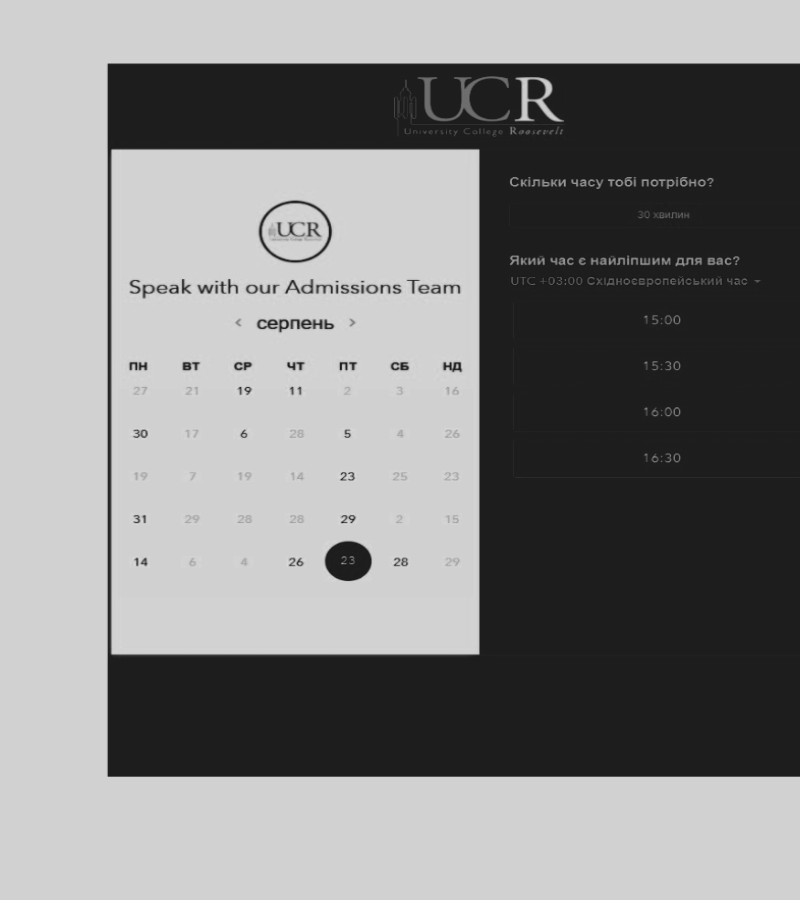 UCR
University College Roosevelt
UCR
Speak with our Admissions Team
< серпень >
ПН ВТ СР ЧТ ПТ СБ НД
27 21 19 11 2 3 16
30 17 6 28 5 4 26
19 7 19 14 23 25 23
31 29 28 28 29 2 15
14 6 4 26 23 28 29
Скільки часу тобі потрібно?
30 хвилин
Який час є найліпшим для вас?
UTC +03:00 Східноєвропейський час
15:00
15:30
16:00
16:30